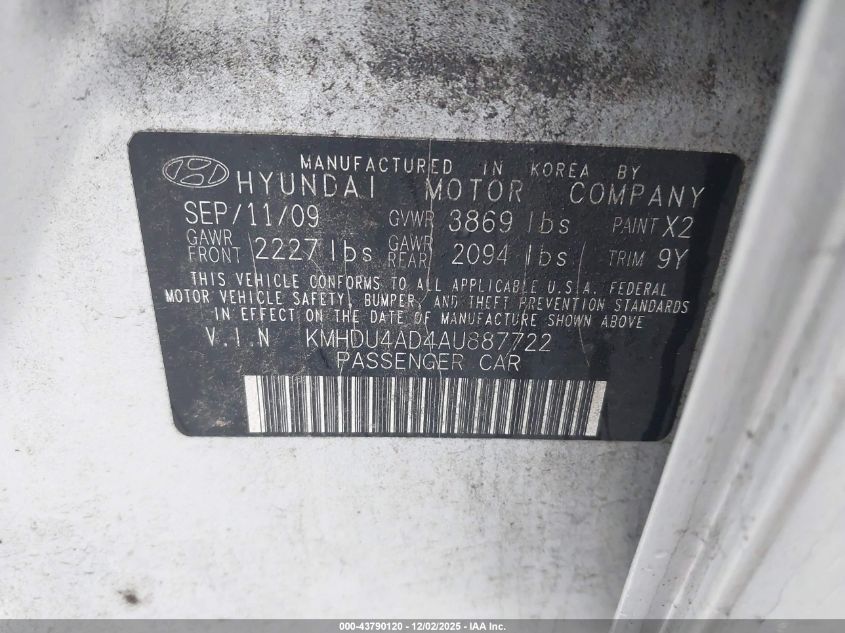 MANUFACTURED IN KOREA BY
HYUNDAI MOTOR COMPANY
SEP/11/09 GVWR 3869 lbs PAINT X2
GAWR FRONT 2227 lbs GAWR REAR 2094 lbs TRIM 9Y
THIS VEHICLE CONFORMS TO ALL APPLICABLE U.S.A. FEDERAL
MOTOR VEHICLE SAFETY, BUMPER, AND THEFT PREVENTION STANDARDS
IN EFFECT ON THE DATE OF MANUFACTURE SHOWN ABOVE
V.I.N KMHDU4AD4AU887722
PASSENGER CAR
000-43790120 - 12/02/2025 - IAA Inc.